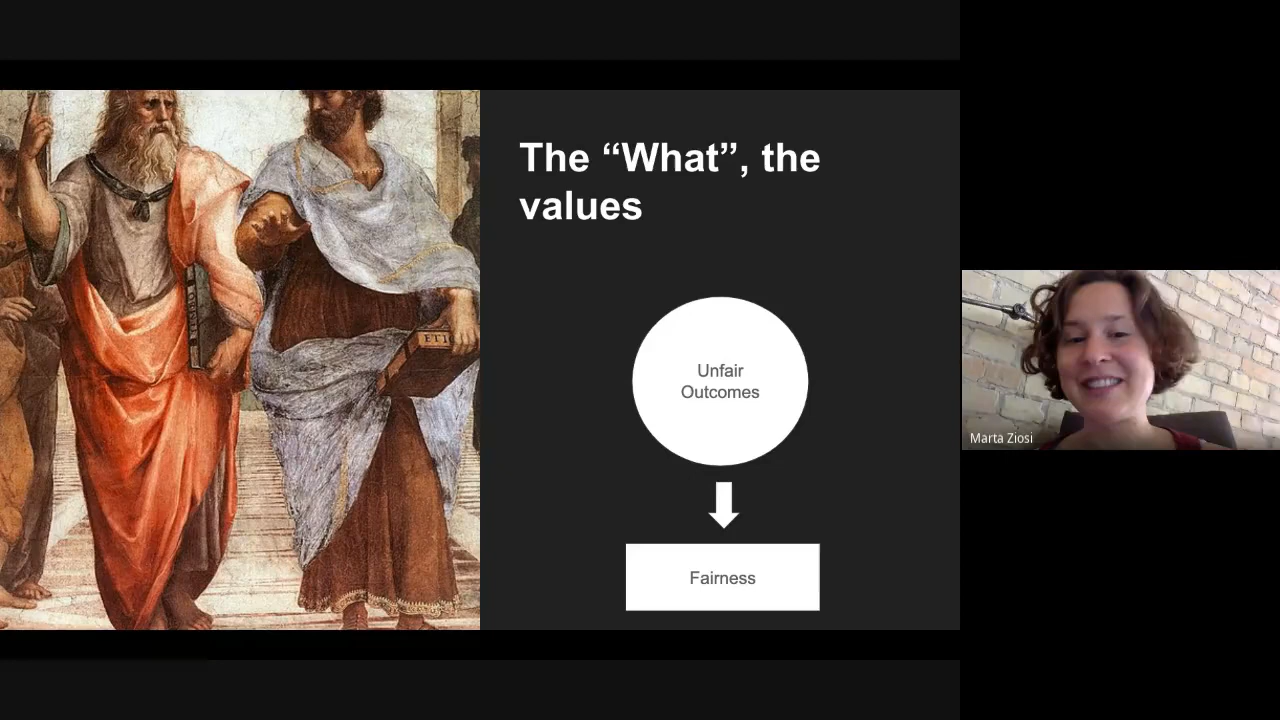 The “What”, the
values
Unfair
Outcomes
Fairness
Marta Ziosi